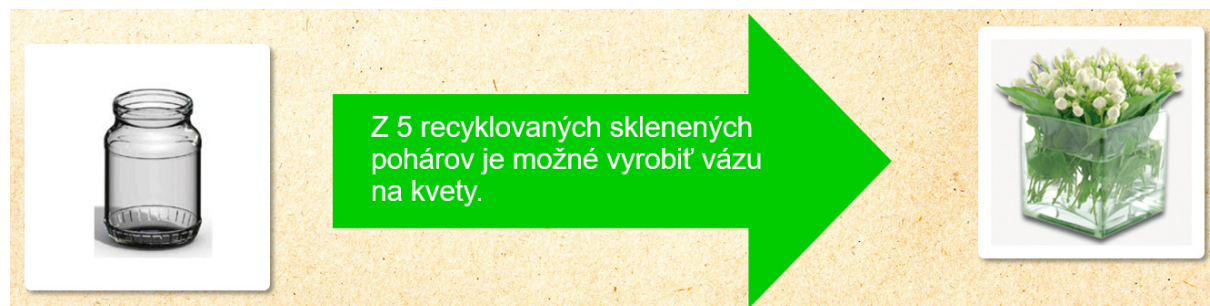 Z 5 recyklovaných sklenených
pohárov je možné vyrobiť vázu
na kvety.